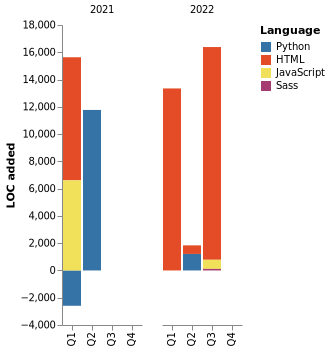 2021 2022
Language
Python
HTML
JavaScript
Sass
LOC added
18,000
16,000
14,000
12,000
10,000
8,000
6,000
4,000
2,000
0
−2,000
−4,000
Q1 Q2 Q3 Q4 Q1 Q2 Q3 Q4